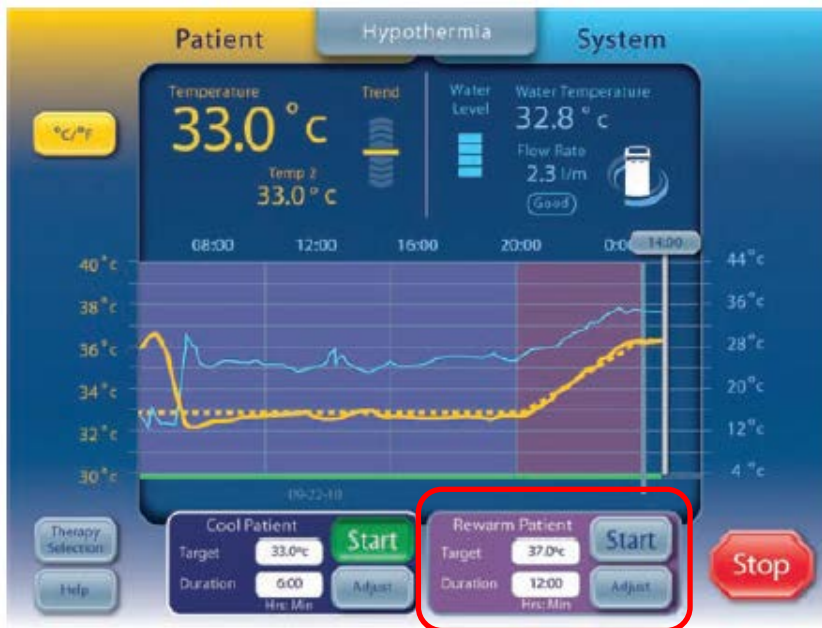 Patient
Hypothermia
System
°C/°F
Temperature
33.0 °c
Trend
Temp 2
33.0 ° c
Water
Level
Water Temperature
32.8 ° c
Flow Rate
2.3 l/m
Good
08:00 12:00 16:00 20:00 0:0 14:00
40°c
38°c
36°c
34°c
32°c
30°c
44°c
36°c
28°c
20°c
12°c
4 °c
09-22-10
Therapy
Selection
Help
Cool Patient
Target 33.0°c
Start
Duration 6:00
Adjust
Hrs: Min
Rewarm Patient
Target 37.0°c
Start
Duration 12:00
Adjust
Hrs: Min
Stop